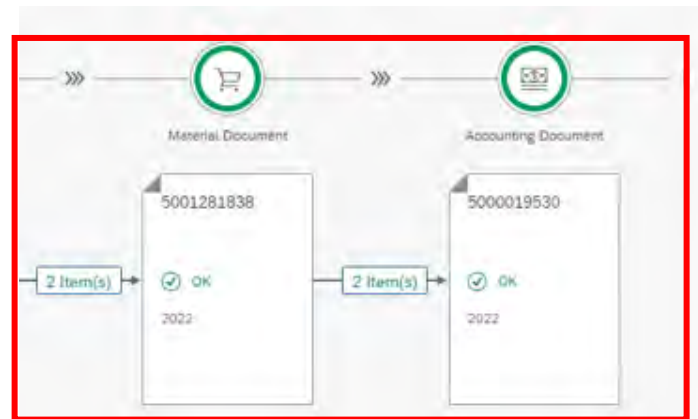 Material Document
Accounting Document
5001281838
5000019530
2 Item(s)
OK
2 Item(s)
OK
2022
2022